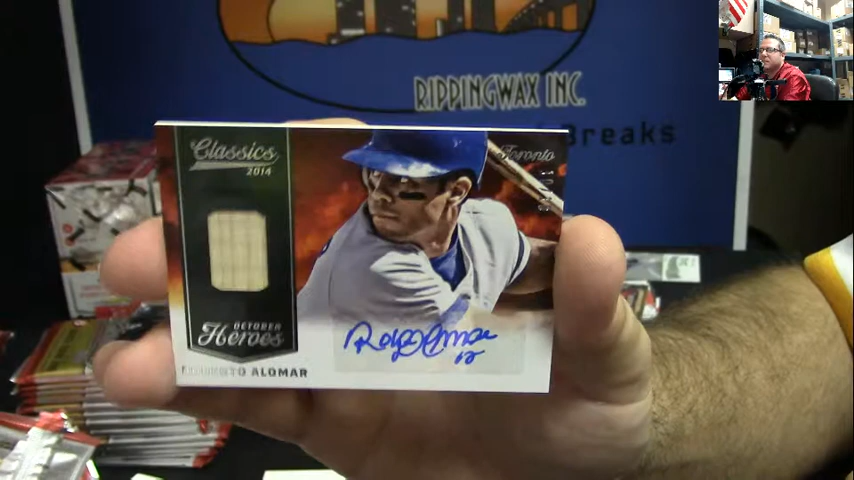 RIPPINGWAX INC.
Breaks
Classics
2014
Toronto
OCTOBER
Heroes
ROBERTO ALOMAR